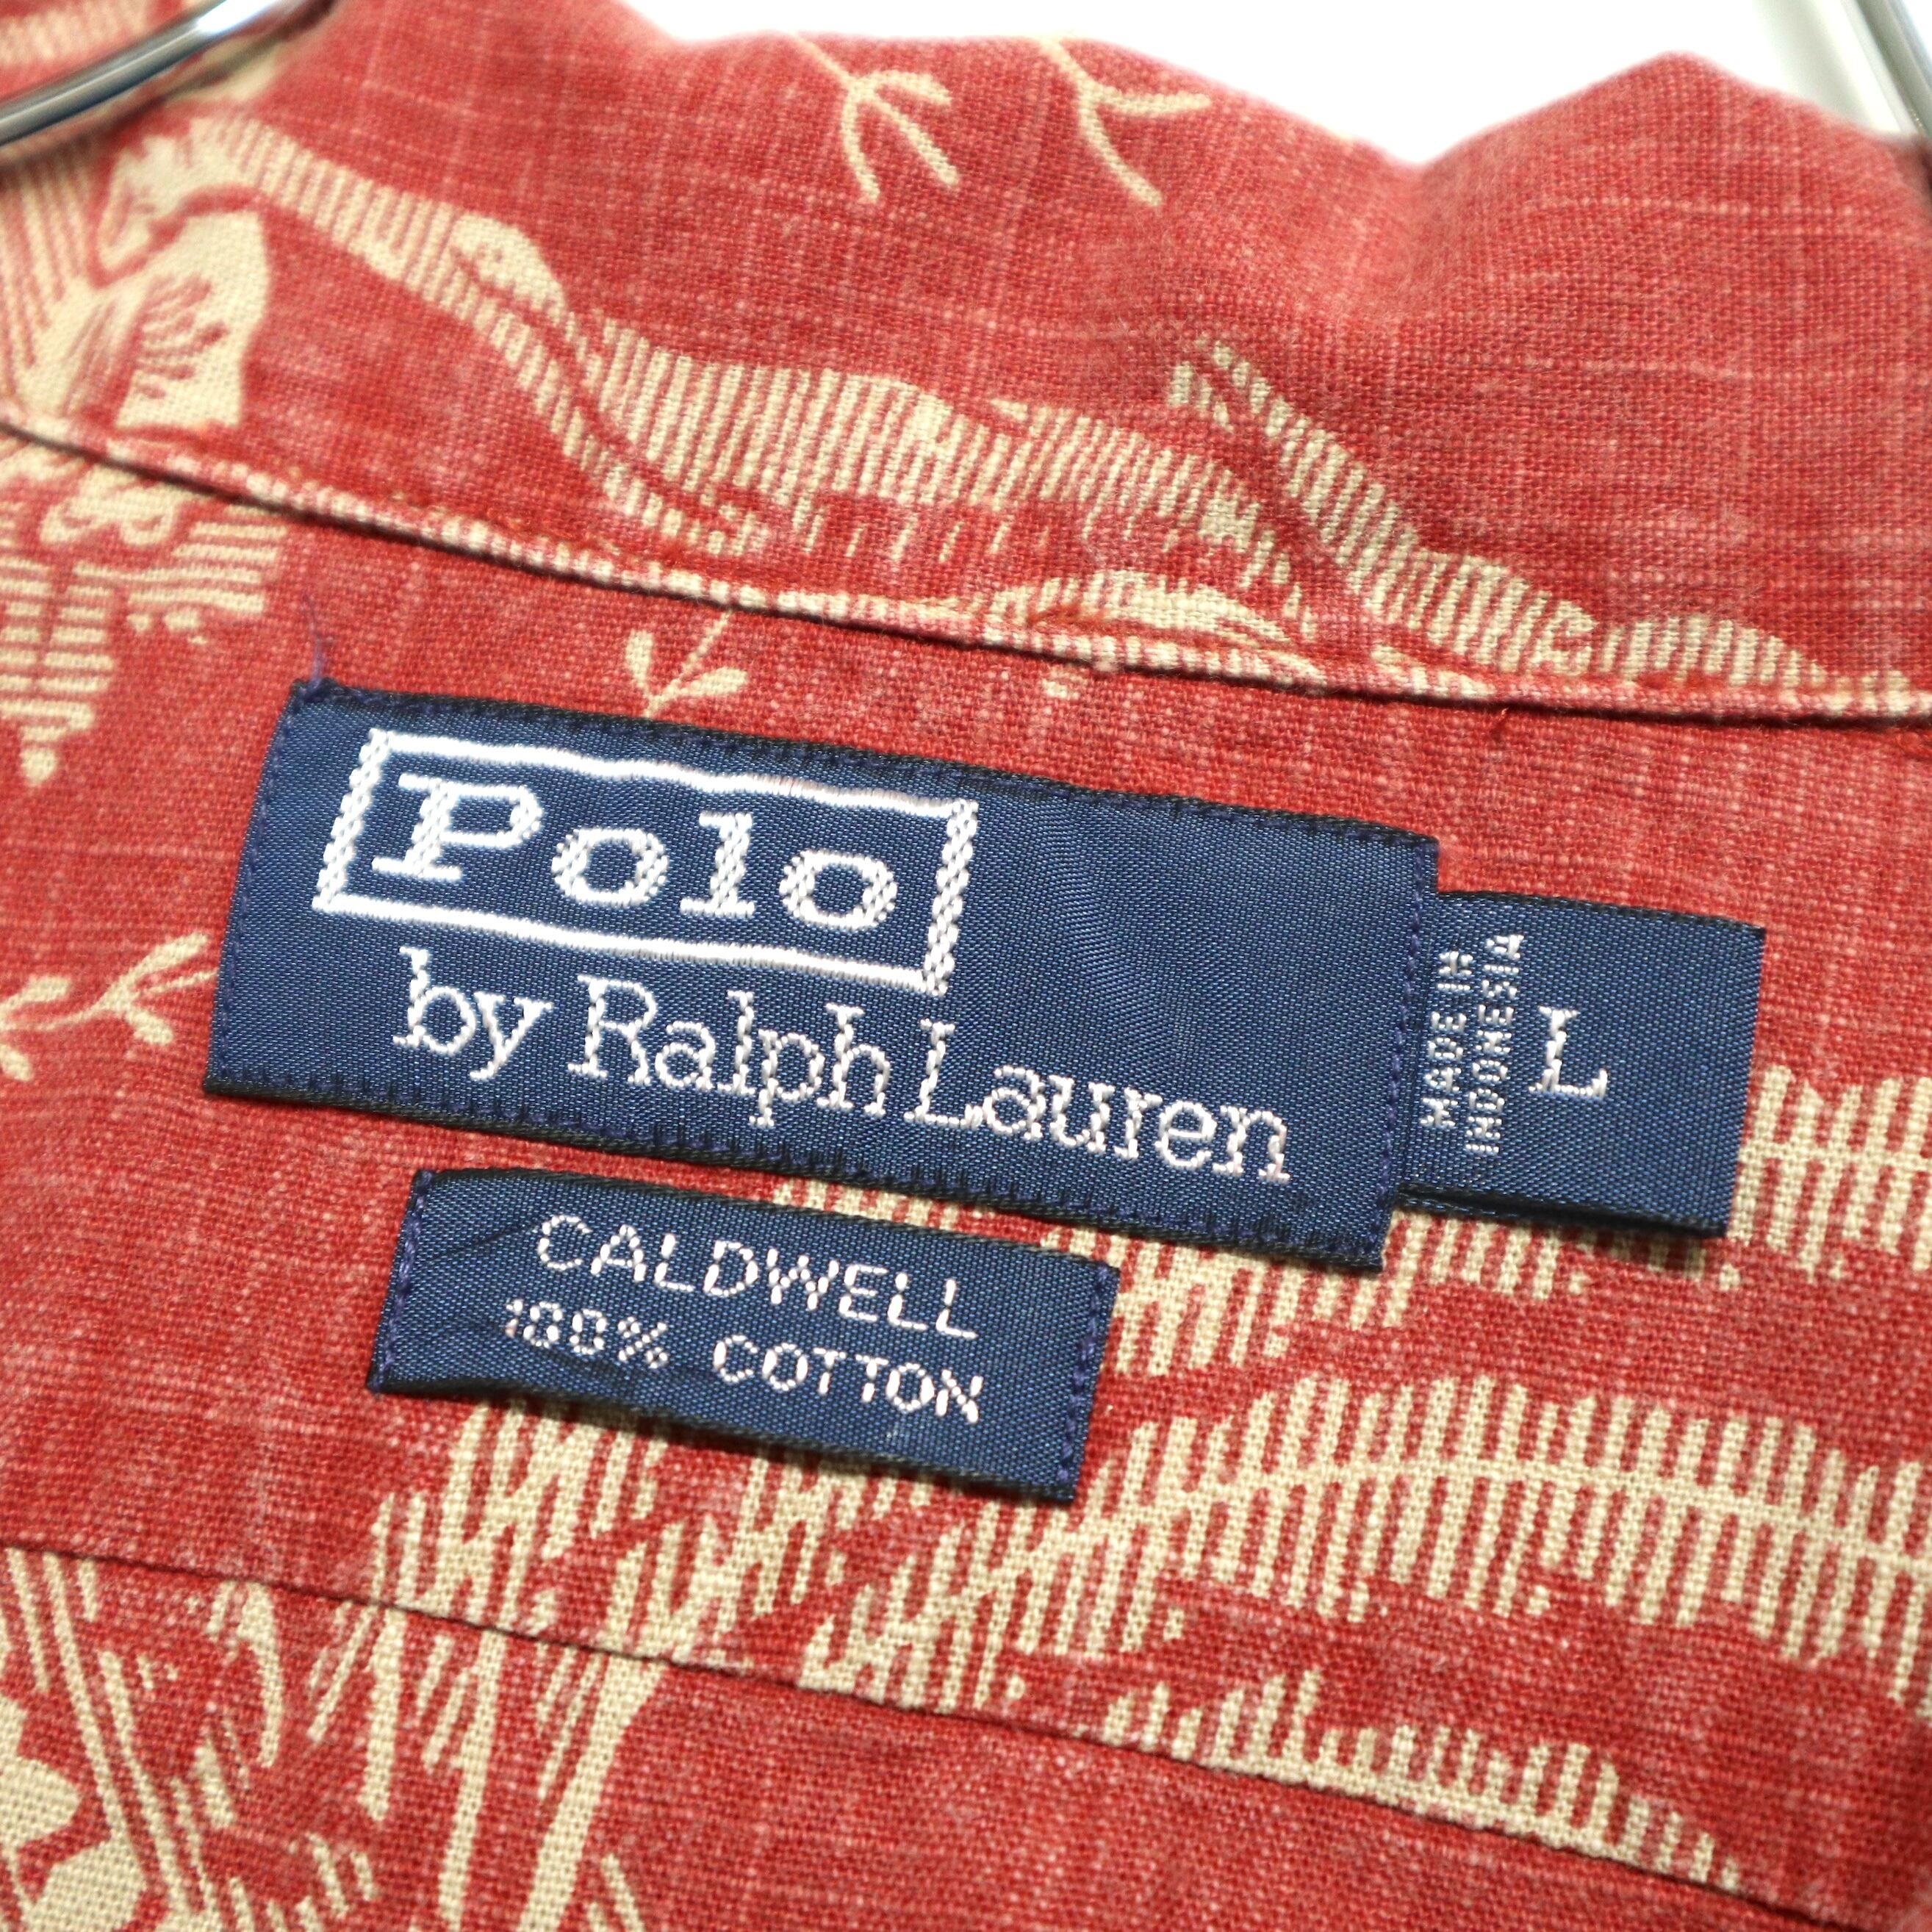 Polo
by Ralph Lauren
MADE IN
INDONESIA
L
CALDWELL
100% COTTON